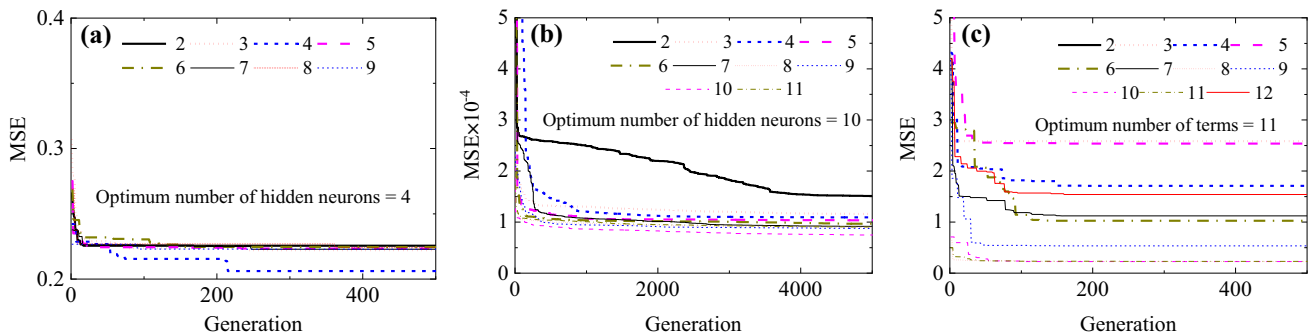 (a)
2 3 4 5
6 7 8 9
Optimum number of hidden neurons = 4
MSE
0.4
0.3
0.2
0 200 400
Generation
(b)
2 3 4 5
6 7 8 9
10 11
Optimum number of hidden neurons = 10
MSE×10-4
5
4
3
2
1
0
0 2000 4000
Generation
(c)
2 3 4 5
6 7 8 9
10 11 12
Optimum number of terms = 11
MSE
5
4
3
2
1
0
0 200 400
Generation